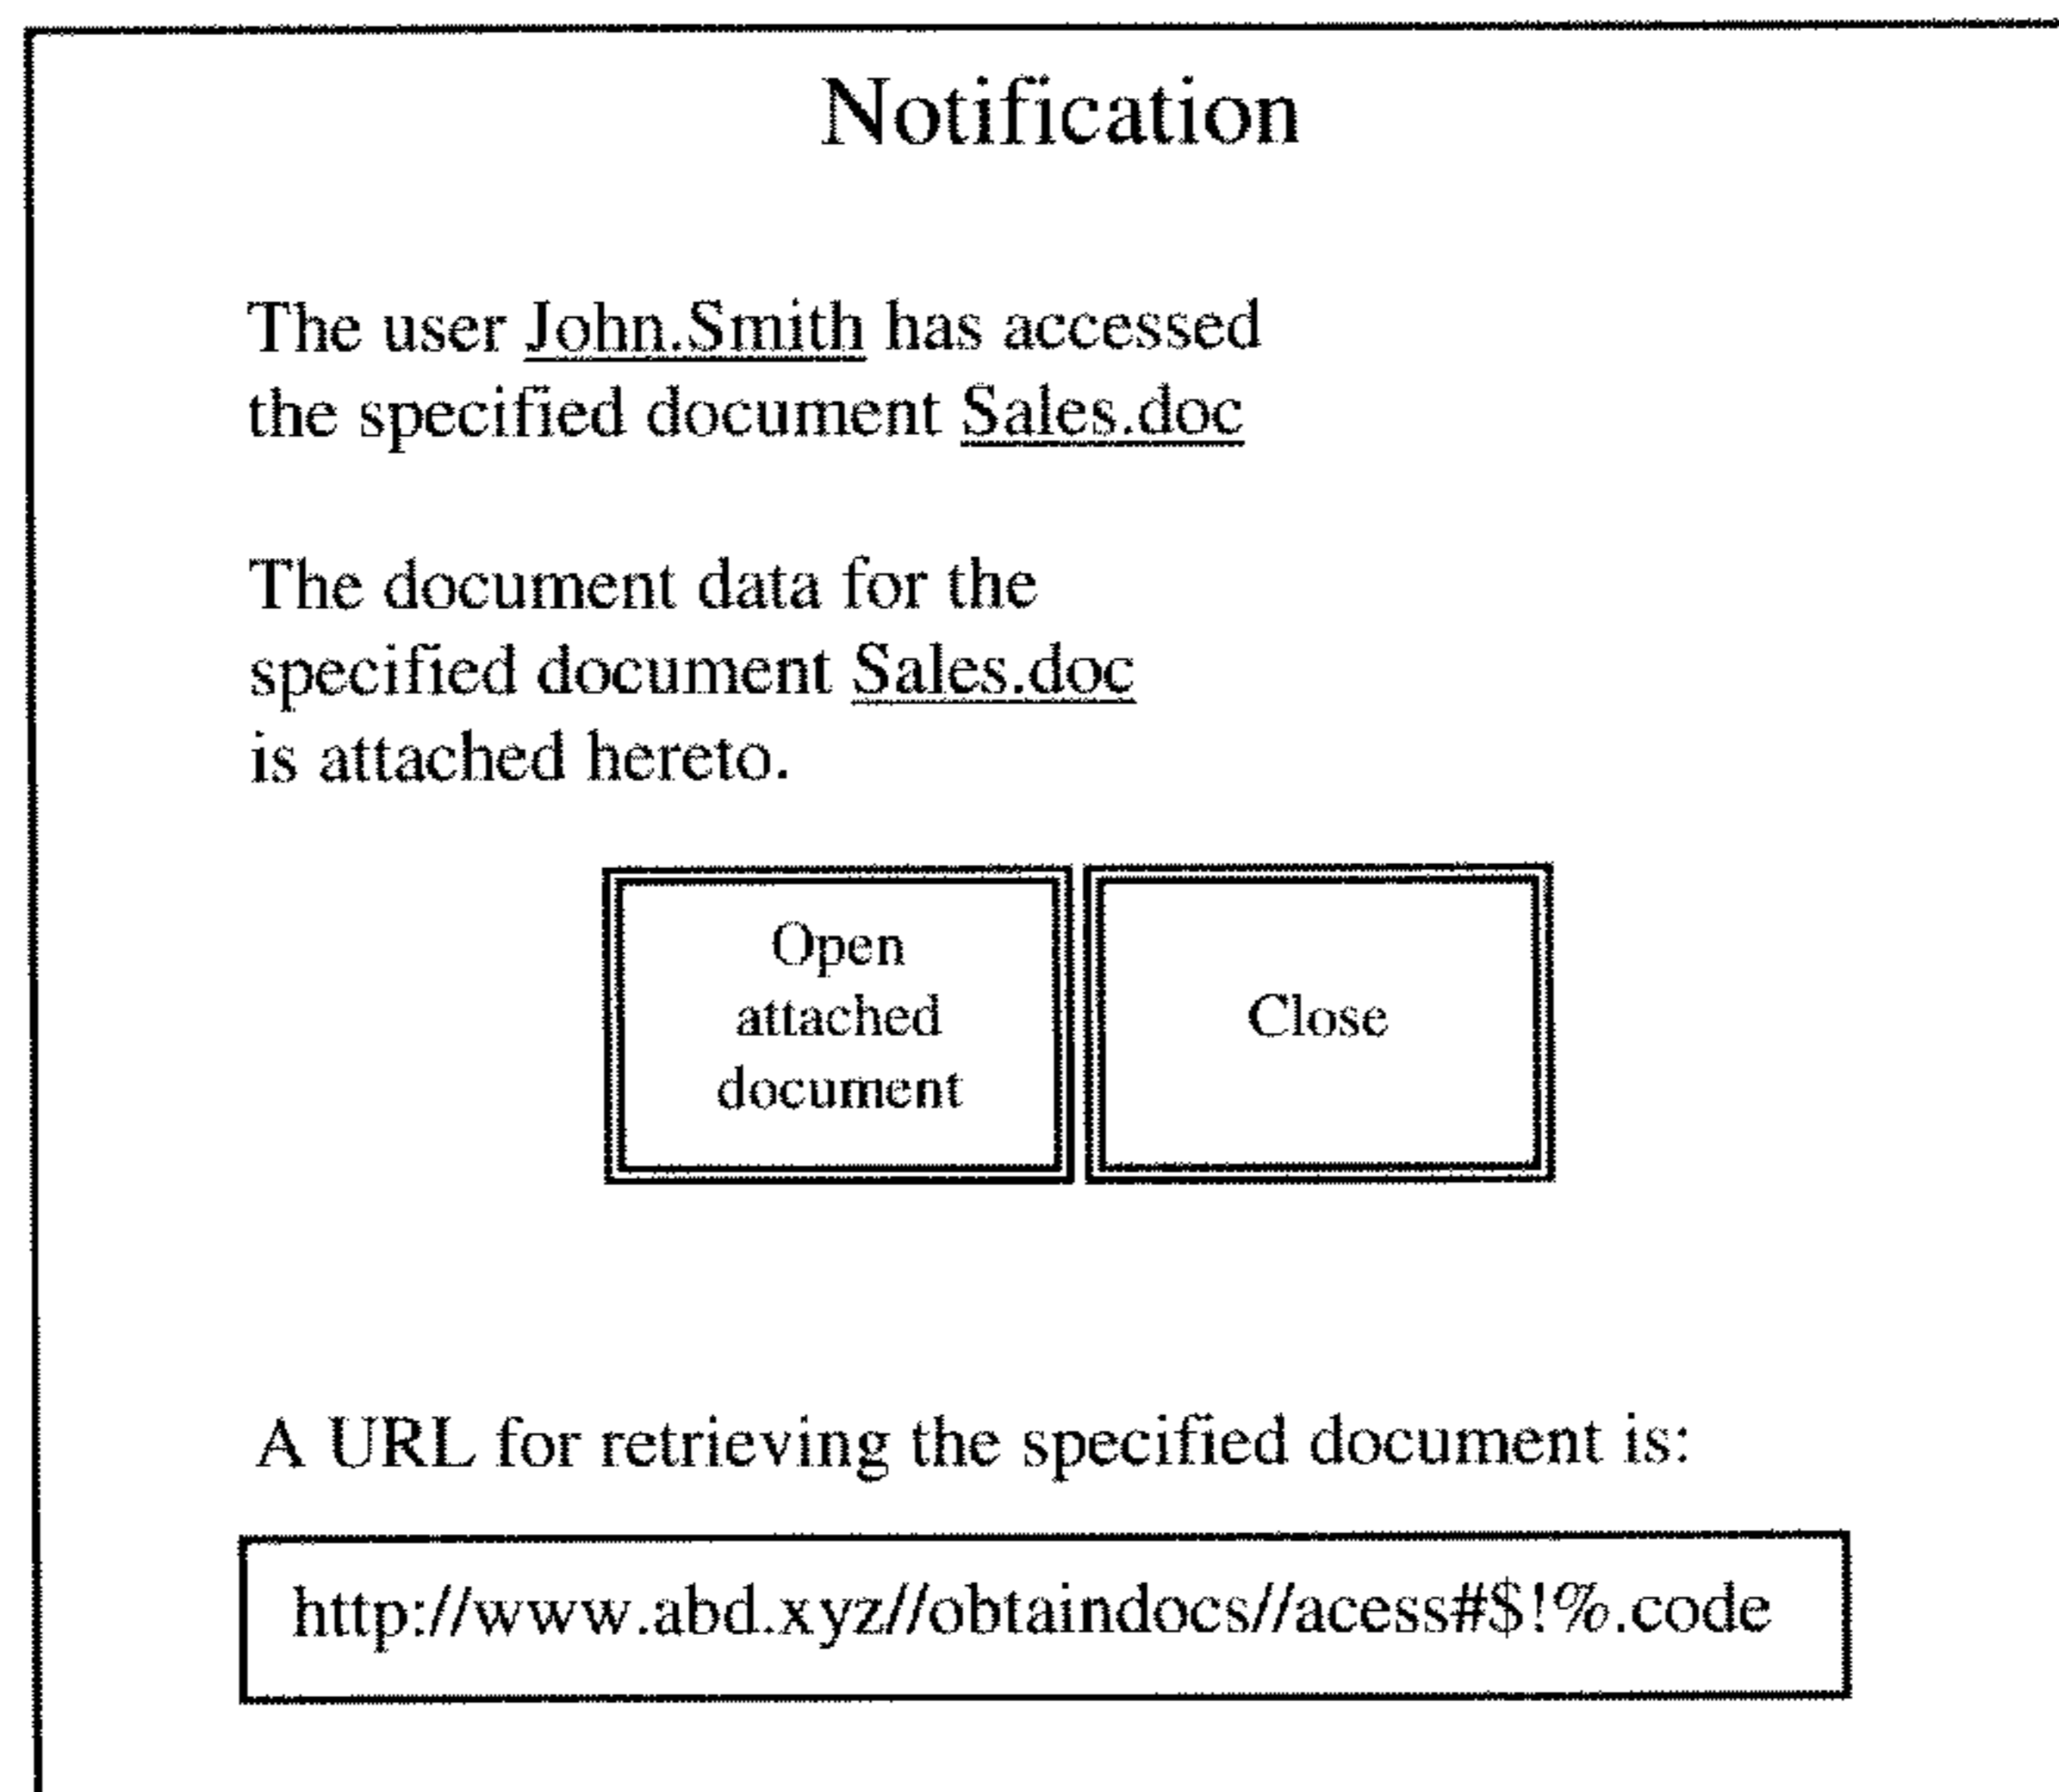 Notification
The user John.Smith has accessed
the specified document Sales.doc
The document data for the
specified document Sales.doc
is attached hereto.
Open
attached
document
Close
A URL for retrieving the specified document is:
http://www.abd.xyz//obtaindocs//acess#$!%.code